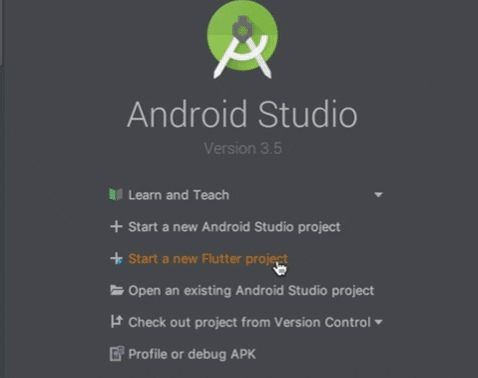 Android Studio
Version 3.5
Learn and Teach
Start a new Android Studio project
Start a new Flutter project
Open an existing Android Studio project
Check out project from Version Control
Profile or debug APK